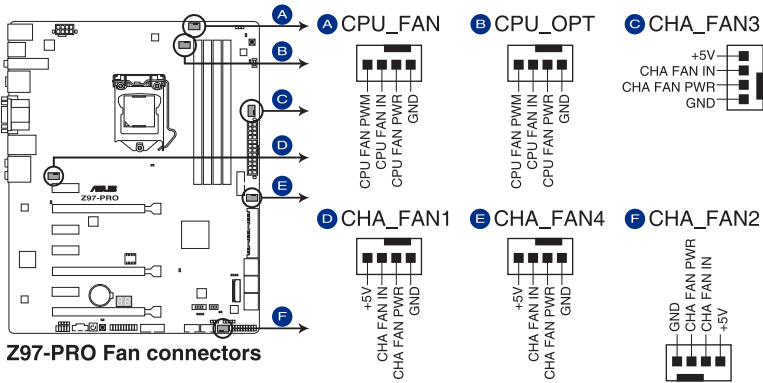 A
B
C
D
E
F
ASUS
Z97-PRO
Z97-PRO Fan connectors
A CPU_FAN
CPU FAN PWM
CPU FAN IN
CPU FAN PWR
GND
B CPU_OPT
CPU FAN PWM
CPU FAN IN
CPU FAN PWR
GND
C CHA_FAN3
+5V
CHA FAN IN
CHA FAN PWR
GND
D CHA_FAN1
+5V
CHA FAN IN
CHA FAN PWR
GND
E CHA_FAN4
+5V
CHA FAN IN
CHA FAN PWR
GND
F CHA_FAN2
GND
CHA FAN PWR
CHA FAN IN
+5V